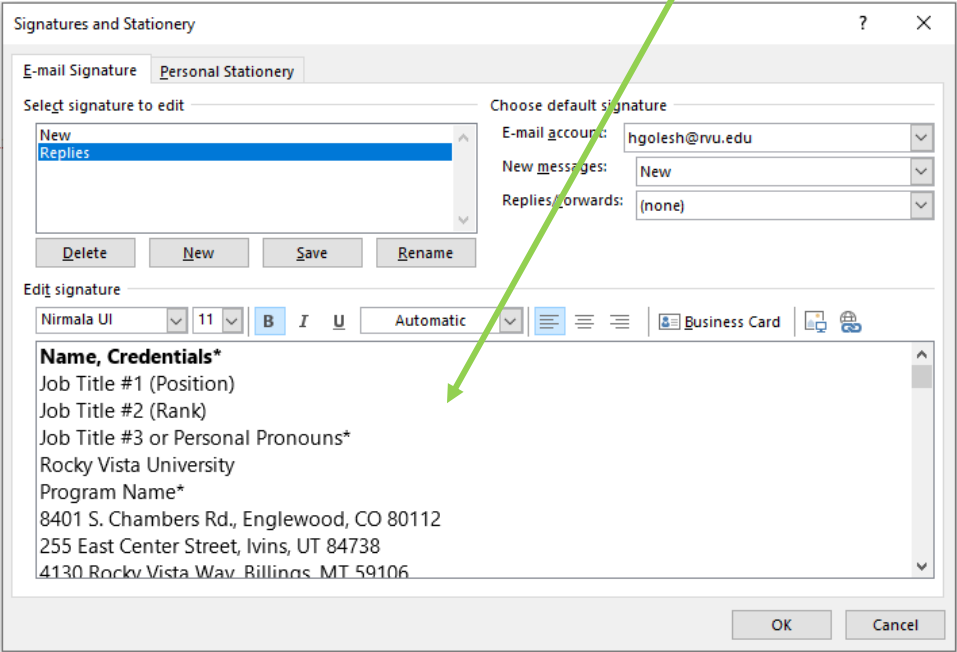 Signatures and Stationery ?
E-mail Signature Personal Stationery
Select signature to edit
New
Replies
Delete New Save Rename
Choose default signature
E-mail account: hgolesh@rvu.edu
New messages: New
Replies/forwards: (none)
Edit signature
Nirmala UI 11 B I U Automatic Business Card
Name, Credentials*
Job Title #1 (Position)
Job Title #2 (Rank)
Job Title #3 or Personal Pronouns*
Rocky Vista University
Program Name*
8401 S. Chambers Rd., Englewood, CO 80112
255 East Center Street, Ivins, UT 84738
4130 Rocky Vista Way, Billings, MT 59106
OK Cancel